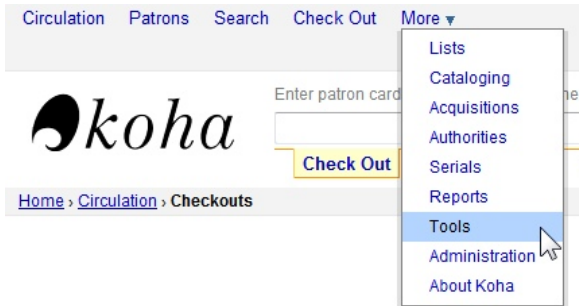 Circulation Patrons Search Check Out More ▼
Lists
Cataloging
Acquisitions
Authorities
Serials
Reports
Tools
Administration
About Koha
koha
Enter patron card
Check Out
Home › Circulation › Checkouts